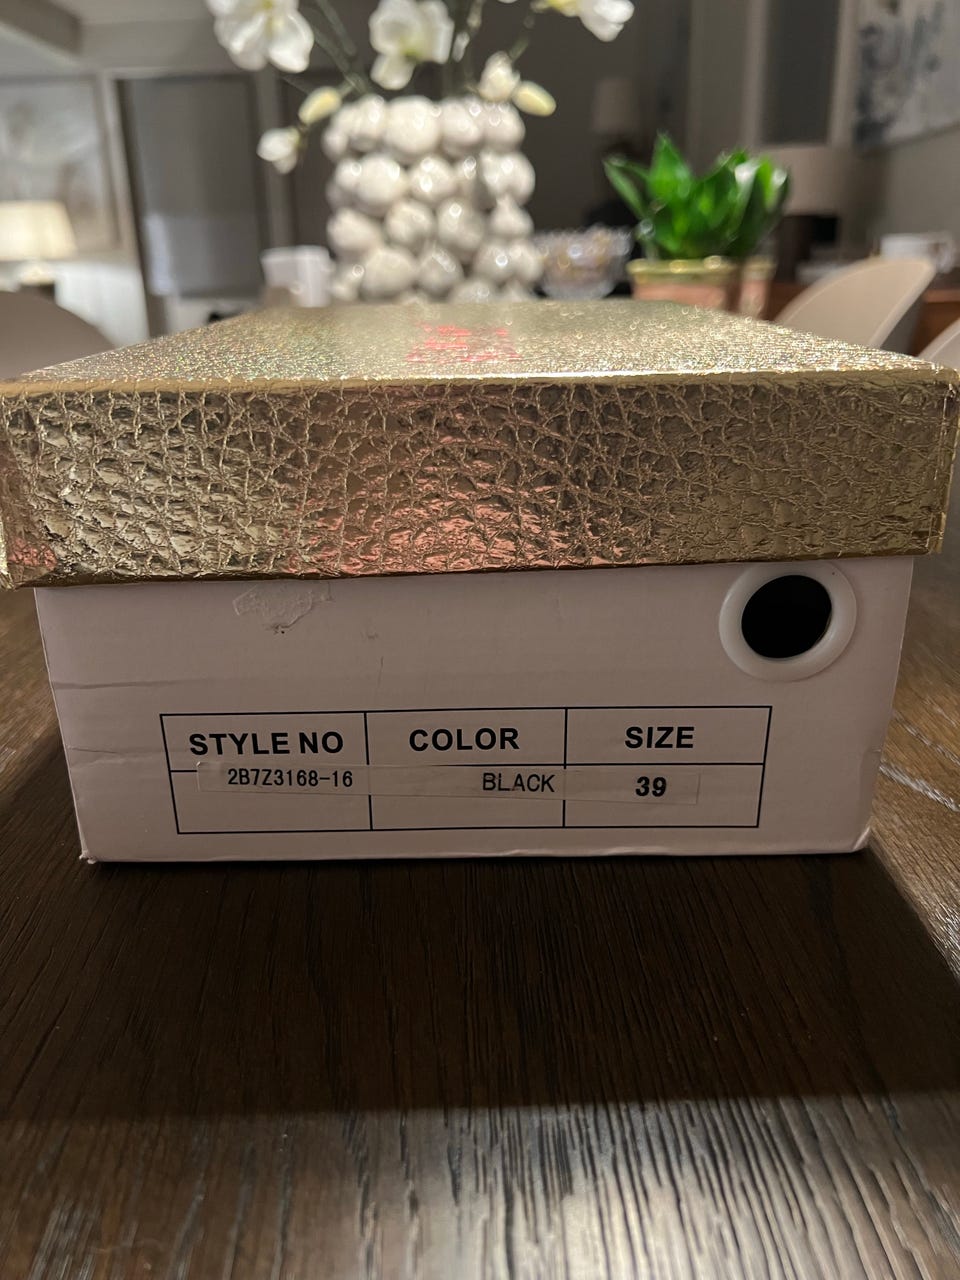 STYLE NO COLOR SIZE
2B7Z3168-16 BLACK 39